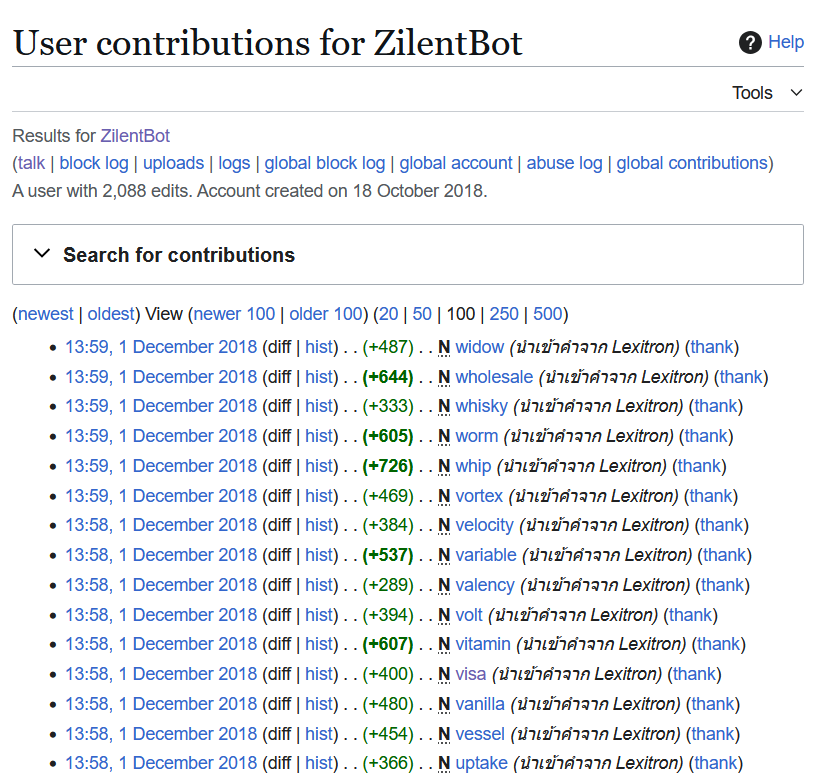 User contributions for ZilentBot
Help
Tools
Results for ZilentBot
(talk | block log | uploads | logs | global block log | global account | abuse log | global contributions)
A user with 2,088 edits. Account created on 18 October 2018.
Search for contributions
(newest | oldest) View (newer 100 | older 100) (20 | 50 | 100 | 250 | 500)
• 13:59, 1 December 2018 (diff | hist) . . (+487) . . N widow (นำเข้าคำจาก Lexitron) (thank)
• 13:59, 1 December 2018 (diff | hist) . . (+644) . . N wholesale (นำเข้าคำจาก Lexitron) (thank)
• 13:59, 1 December 2018 (diff | hist) . . (+333) . . N whisky (นำเข้าคำจาก Lexitron) (thank)
• 13:59, 1 December 2018 (diff | hist) . . (+605) . . N worm (นำเข้าคำจาก Lexitron) (thank)
• 13:59, 1 December 2018 (diff | hist) . . (+726) . . N whip (นำเข้าคำจาก Lexitron) (thank)
• 13:59, 1 December 2018 (diff | hist) . . (+469) . . N vortex (นำเข้าคำจาก Lexitron) (thank)
• 13:58, 1 December 2018 (diff | hist) . . (+384) . . N velocity (นำเข้าคำจาก Lexitron) (thank)
• 13:58, 1 December 2018 (diff | hist) . . (+537) . . N variable (นำเข้าคำจาก Lexitron) (thank)
• 13:58, 1 December 2018 (diff | hist) . . (+289) . . N valency (นำเข้าคำจาก Lexitron) (thank)
• 13:58, 1 December 2018 (diff | hist) . . (+394) . . N volt (นำเข้าคำจาก Lexitron) (thank)
• 13:58, 1 December 2018 (diff | hist) . . (+607) . . N vitamin (นำเข้าคำจาก Lexitron) (thank)
• 13:58, 1 December 2018 (diff | hist) . . (+400) . . N visa (นำเข้าคำจาก Lexitron) (thank)
• 13:58, 1 December 2018 (diff | hist) . . (+480) . . N vanilla (นำเข้าคำจาก Lexitron) (thank)
• 13:58, 1 December 2018 (diff | hist) . . (+454) . . N vessel (นำเข้าคำจาก Lexitron) (thank)
• 13:58, 1 December 2018 (diff | hist) . . (+366) . . N uptake (นำเข้าคำจาก Lexitron) (thank)